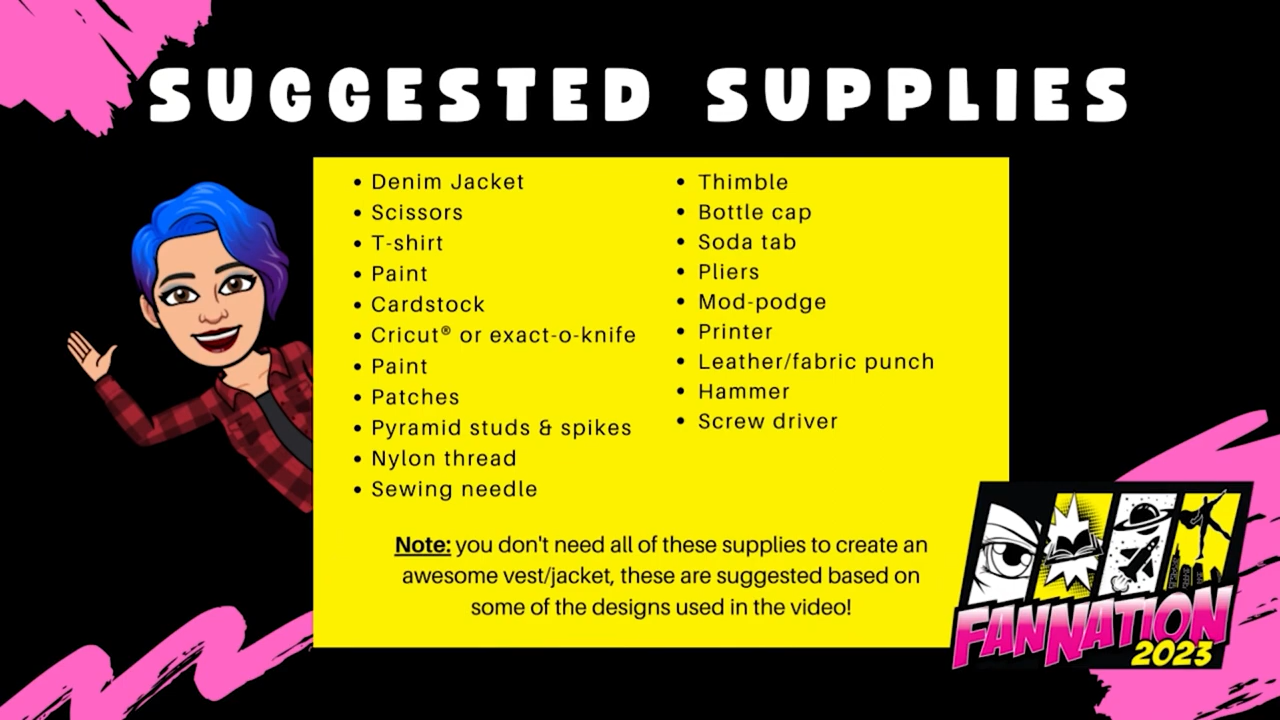 SUGGESTED SUPPLIES
• Denim Jacket
• Scissors
• T-shirt
• Paint
• Cardstock
• Cricut® or exact-o-knife
• Paint
• Patches
• Pyramid studs & spikes
• Nylon thread
• Sewing needle
• Thimble
• Bottle cap
• Soda tab
• Pliers
• Mod-podge
• Printer
• Leather/fabric punch
• Hammer
• Screw driver
Note: you don't need all of these supplies to create an
awesome vest/jacket, these are suggested based on
some of the designs used in the video!
FANNATION
2023